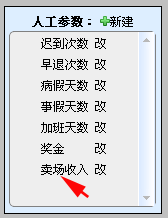 人工参数：新建
迟到次数 改
早退次数 改
病假天数 改
事假天数 改
加班天数 改
奖金 改
卖场收入 改